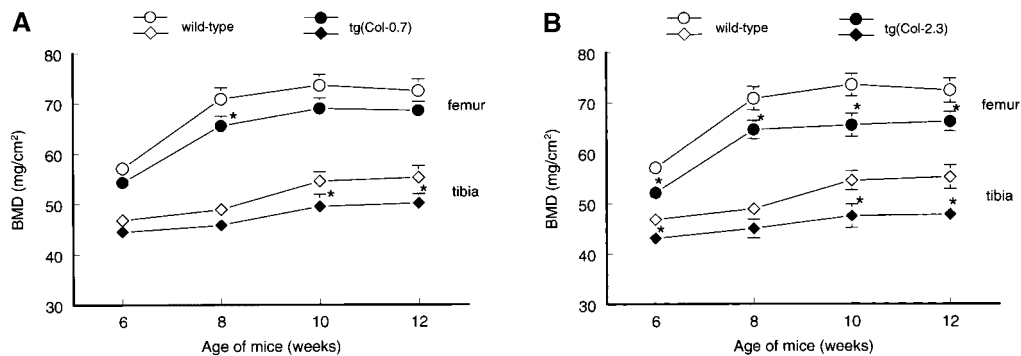 A
wild-type
tg(Col-0.7)
80
70
60
50
40
30
BMD (mg/cm²)
femur
tibia
*
*
*
6
8
10
12
Age of mice (weeks)
B
wild-type
tg(Col-2.3)
80
70
60
50
40
30
BMD (mg/cm²)
femur
tibia
*
*
*
*
*
*
*
6
8
10
12
Age of mice (weeks)